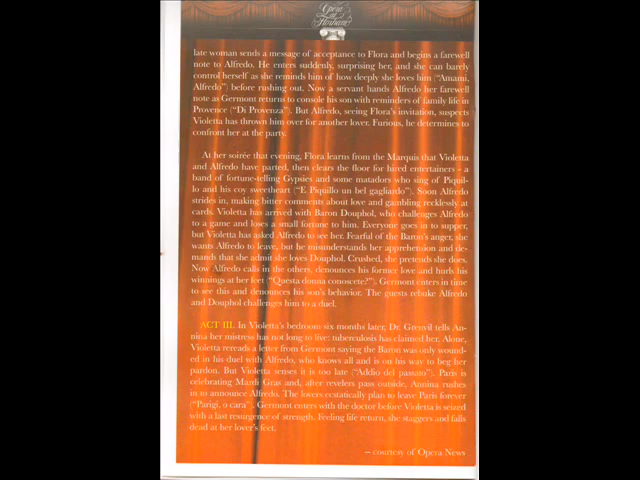 Opera
at
Florham
late woman sends a message of acceptance to Flora and begins a farewell
note to Alfredo. He enters suddenly, surprising her, and she can barely
control herself as she reminds him of how deeply she loves him (“Amami,
Alfredo”) before rushing out. Now a servant hands Alfredo her farewell
note as Germont returns to console his son with reminders of family life in
Provence (“Di Provenza”). But Alfredo, seeing Flora’s invitation, suspects
Violetta has thrown him over for another lover. Furious, he determines to
confront her at the party.
At her soirée that evening, Flora learns from the Marquis that Violetta
and Alfredo have parted, then clears the floor for hired entertainers - a
band of fortune-telling Gypsies and some matadors who sing of Piquil-
lo and his coy sweetheart (“E Piquillo un bel gagliardo”). Soon Alfredo
strides in, making bitter comments about love and gambling recklessly at
cards. Violetta has arrived with Baron Douphol, who challenges Alfredo
to a game and loses a small fortune to him. Everyone goes in to supper,
but Violetta has asked Alfredo to see her. Fearful of the Baron’s anger, she
wants Alfredo to leave, but he misunderstands her apprehension and de-
mands that she admit she loves Douphol. Crushed, she pretends she does.
Now Alfredo calls in the others, denounces his former love and hurls his
winnings at her feet (“Questa donna conoscete?”). Germont enters in time
to see this and denounces his son’s behavior. The guests rebuke Alfredo
and Douphol challenges him to a duel.
ACT III. In Violetta’s bedroom six months later, Dr. Grenvil tells An-
nina her mistress has not long to live: tuberculosis has claimed her. Alone,
Violetta rereads a letter from Germont saying the Baron was only wound-
ed in his duel with Alfredo, who knows all and is on his way to beg her
pardon. But Violetta senses it is too late (“Addio del passato”). Paris is
celebrating Mardi Gras and, after revelers pass outside, Annina rushes
in to announce Alfredo. The lovers ecstatically plan to leave Paris forever
(“Parigi, o cara”). Germont enters with the doctor before Violetta is seized
with a last resurgence of strength. Feeling life return, she staggers and falls
dead at her lover’s feet.
— courtesy of Opera News